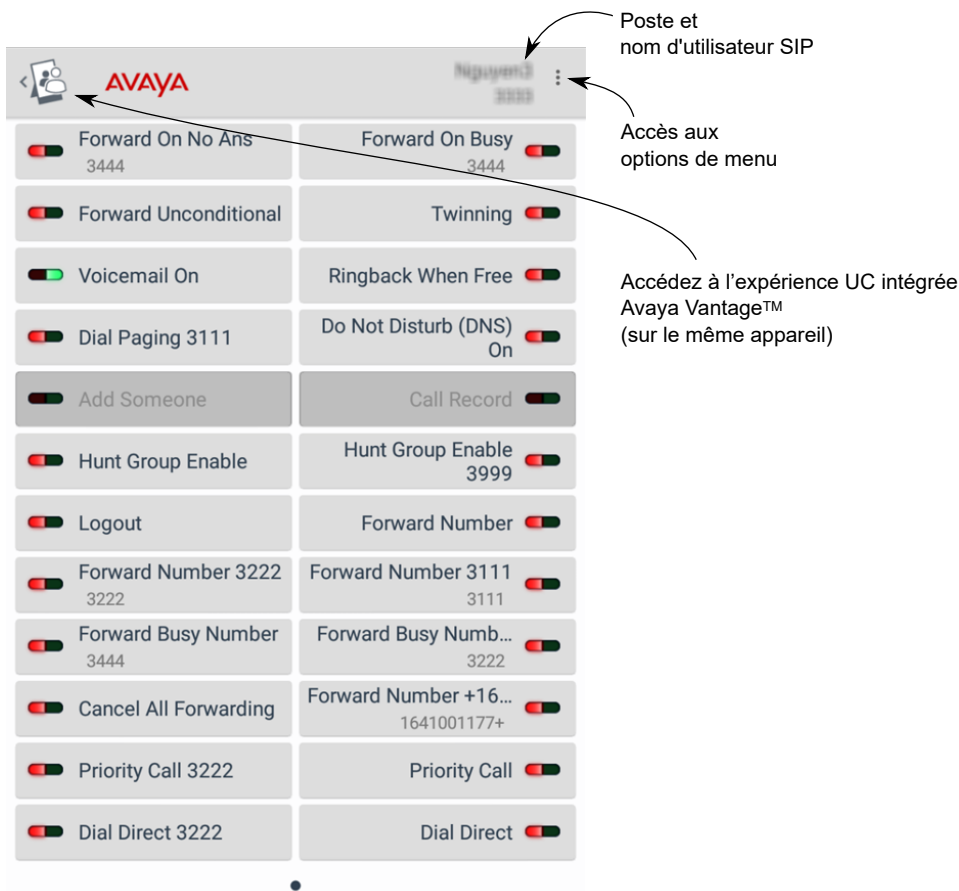 Poste et
nom d'utilisateur SIP
AVAYA
Nguyen3
3333
Accès aux
options de menu
Forward On No Ans
3444
Forward On Busy
3444
Forward Unconditional
Twinning
Voicemail On
Ringback When Free
Accédez à l’expérience UC intégrée
Avaya Vantage™
(sur le même appareil)
Dial Paging 3111
Do Not Disturb (DNS)
On
Add Someone
Call Record
Hunt Group Enable
Hunt Group Enable
3999
Logout
Forward Number
Forward Number 3222
3222
Forward Number 3111
3111
Forward Busy Number
3444
Forward Busy Numb...
3222
Cancel All Forwarding
Forward Number +16...
1641001177+
Priority Call 3222
Priority Call
Dial Direct 3222
Dial Direct